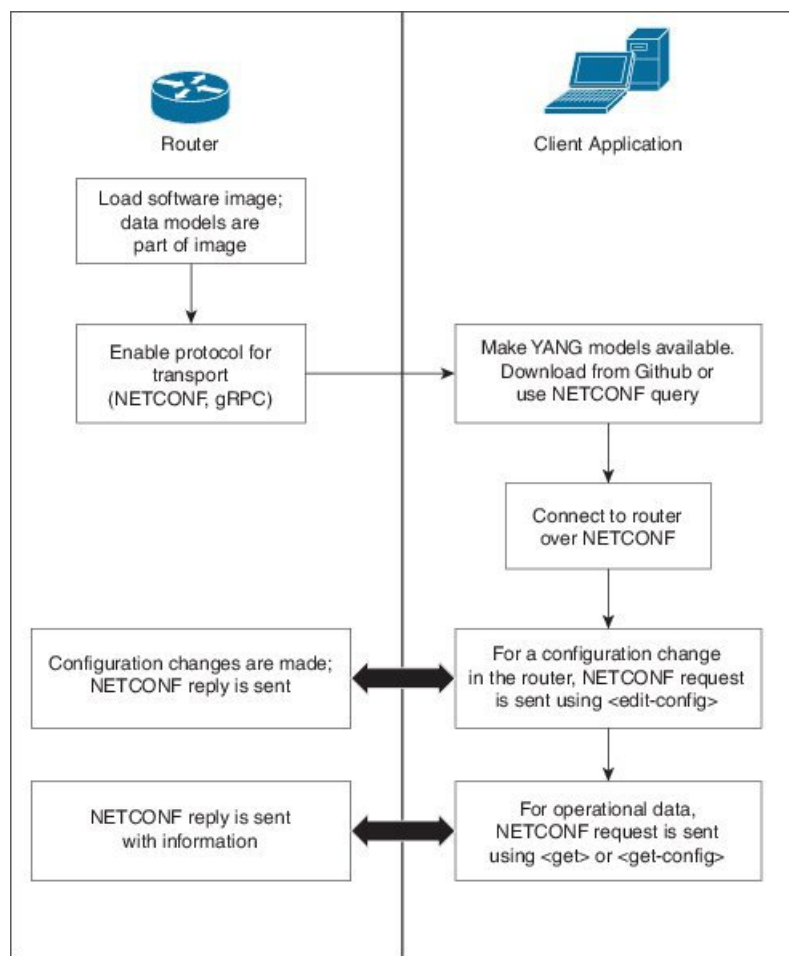 Router
Client Application
Load software image;
data models are
part of image
Enable protocol for
transport
(NETCONF, gRPC)
Make YANG models available.
Download from Github or
use NETCONF query
Connect to router
over NETCONF
Configuration changes are made;
NETCONF reply is sent
For a configuration change
in the router, NETCONF request
is sent using <edit-config>
NETCONF reply is sent
with information
For operational data,
NETCONF request is sent
using <get> or <get-config>